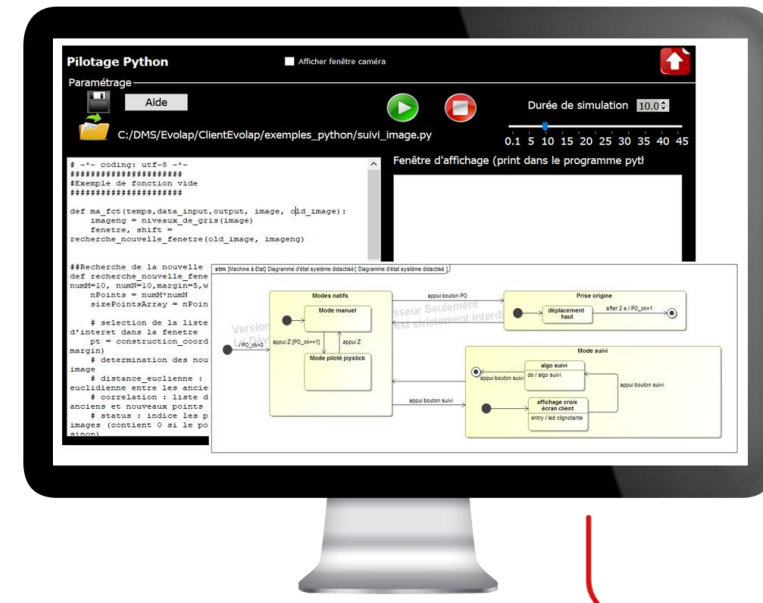 Pilotage Python
Afficher fenêtre caméra
Paramétrage
Aide
Durée de simulation 10.0
C:/DMS/Evolap/ClientEvolap/exemples_python/suivi_image.py
0.1 5 10 15 20 25 30 35 40 45
Fenêtre d'affichage (print dans le programme pytl
# -*- coding: utf-8 -*-
######################
#Exemple de fonction vide
######################
def ma_fct(temps,data_input,output, image, old_image):
imageng = niveaux_de_gris(image)
fenetre, shift =
recherche_nouvelle_fenetre(old_image, imageng)
##Recherche de la nouvelle
def recherche_nouvelle_fene
numM=10, numN=10,margin=5,w
nPoints = numM*numN
sizePointsArray = nPoin
# selection de la liste
d'interet dans la fenetre
pt = construction_coord
margin)
# determination des nou
image
# distance_euclienne :
euclidienne entre les ancie
# correlation : liste d
anciens et nouveaux points
# status : indice les p
images (contient 0 si le po
sinon)
stm [Machine à Etat] Diagramme d'état système didactisé [ Diagramme d'état système didactisé ]
Modes natifs
Mode manuel
appui Z [PO_ok==1]
appui Z
Mode piloté joystick
/ PO_ok=0
appui bouton PO
Prise origine
déplacement
haut
after 2 s / PO_ok=1
Mode suivi
algo suivi
do / algo suivi
appui bouton suivi
appui bouton suivi
appui bouton suivi
affichage croix
écran client
entry / led clignotante
Version
sseur Seulement
est strictement interdi